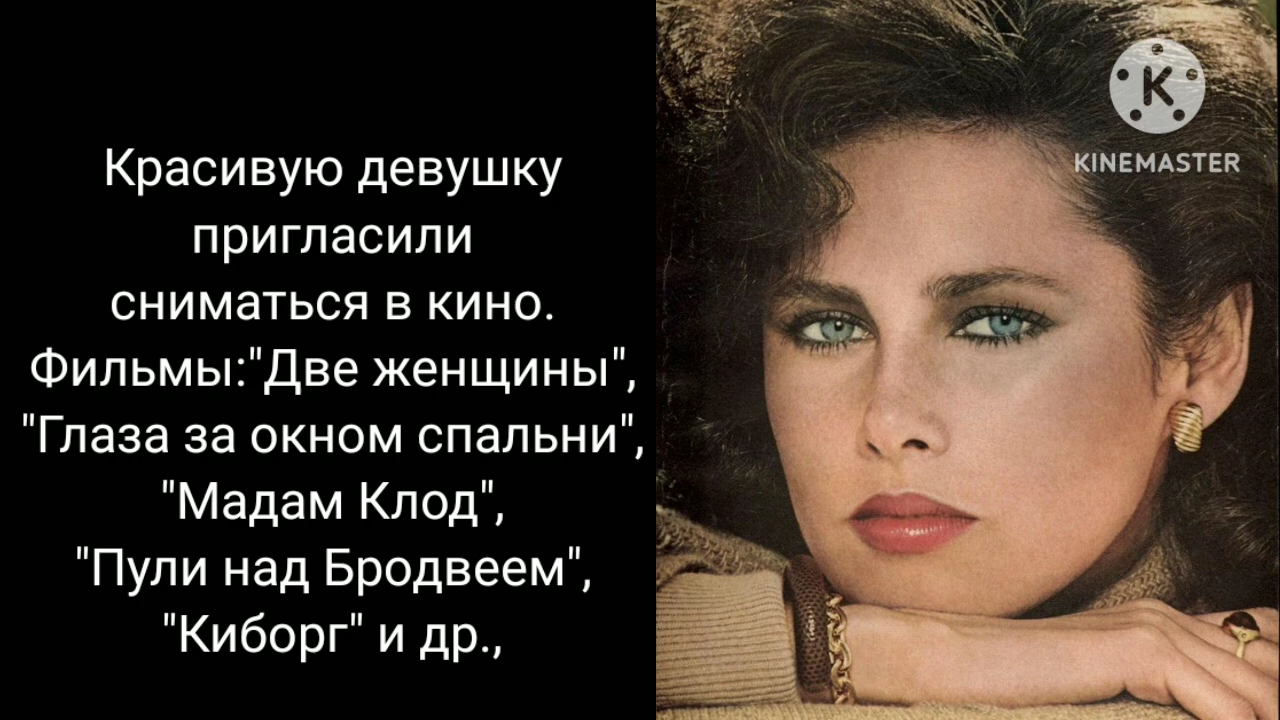 Красивую девушку
пригласили
сниматься в кино.
Фильмы:"Две женщины",
"Глаза за окном спальни",
"Мадам Клод",
"Пули над Бродвеем",
"Киборг" и др.,
K
KINEMASTER